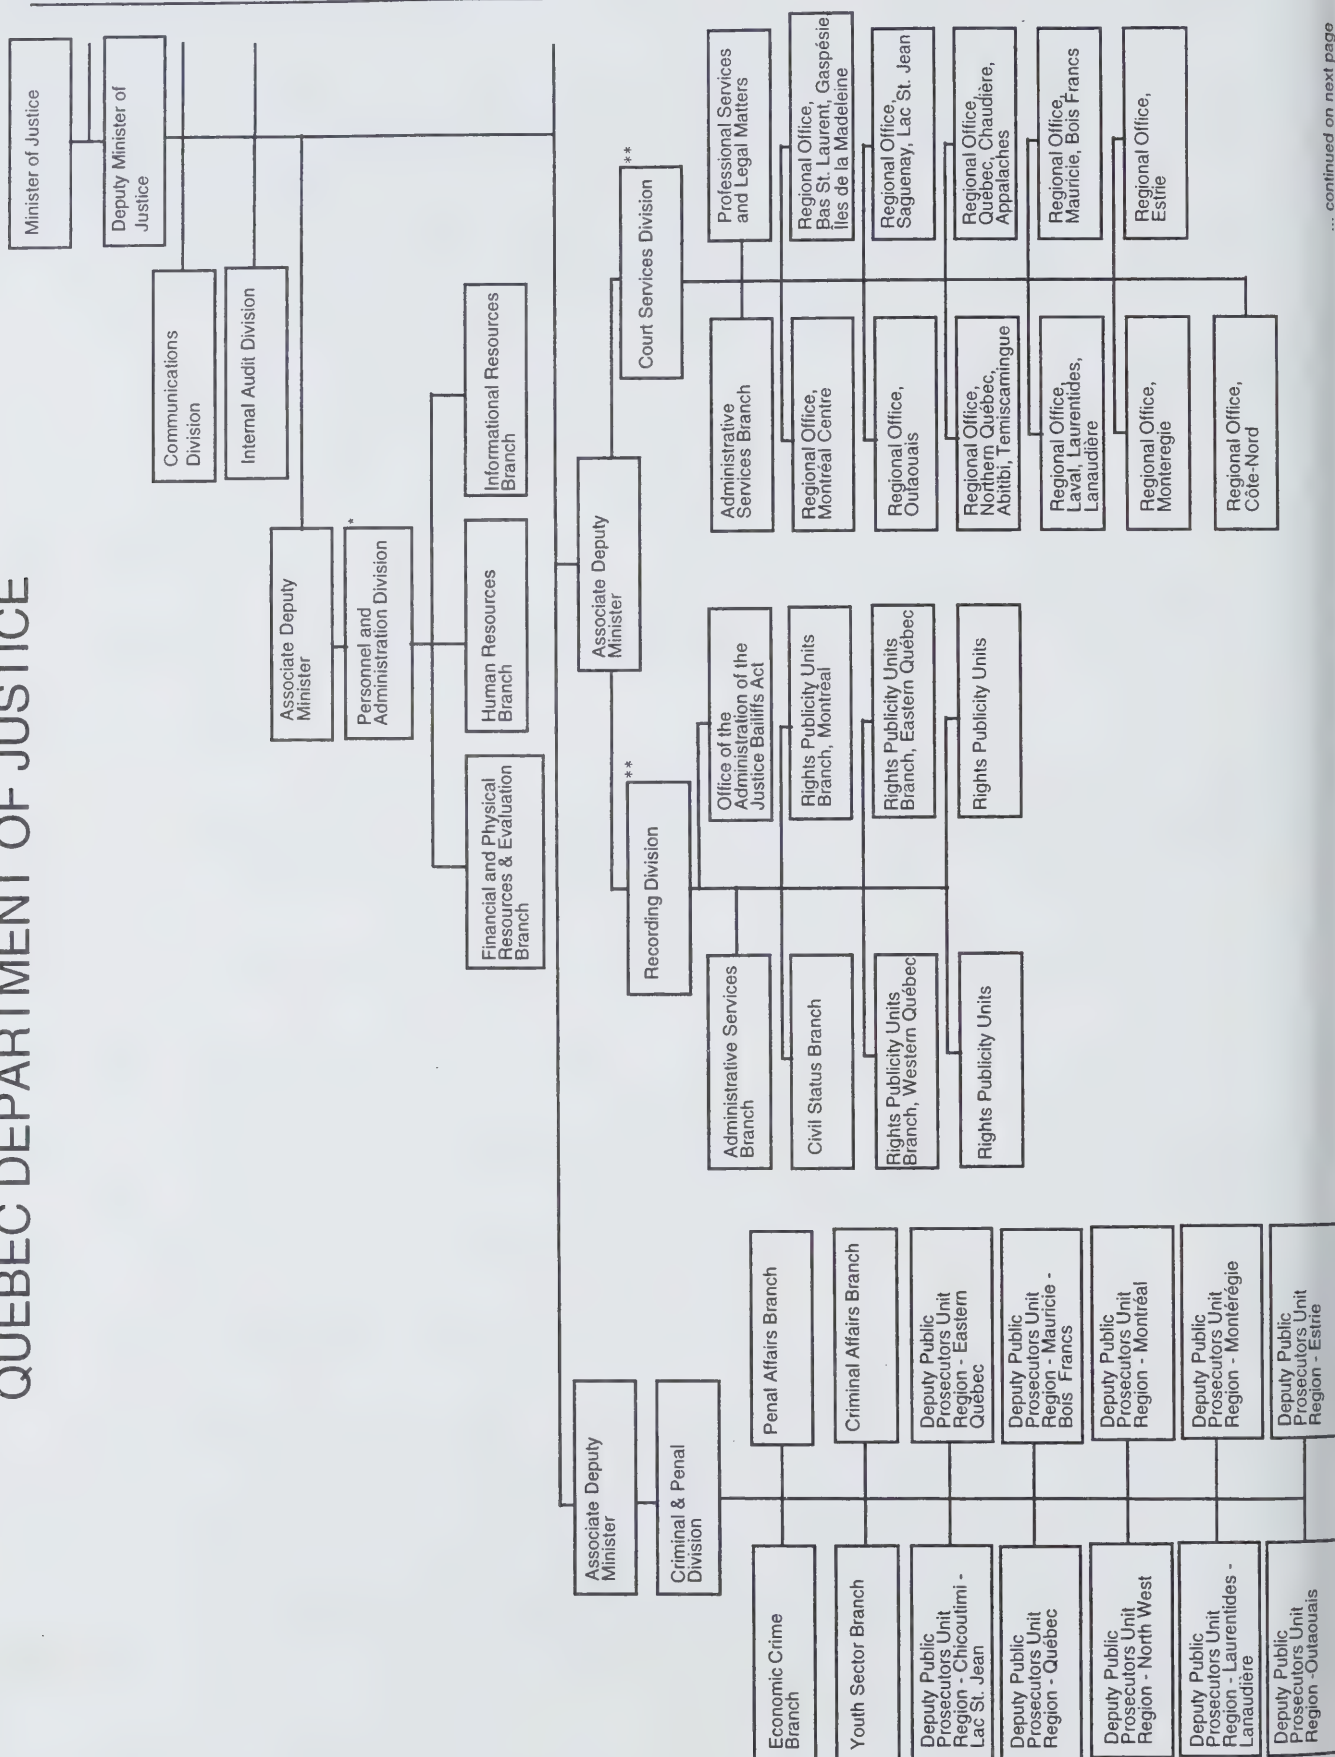 QUEBEC DEPARTMENT OF JUSTICE
Minister of Justice
Deputy Minister of
Justice
Communications
Division
Internal Audit Division
Associate Deputy
Minister
Personnel and
Administration Division
*
Financial and Physical
Resources & Evaluation
Branch
Human Resources
Branch
Informational Resources
Branch
Associate Deputy
Minister
Criminal & Penal
Division
Economic Crime
Branch
Penal Affairs Branch
Youth Sector Branch
Criminal Affairs Branch
Deputy Public
Prosecutors Unit
Region - Chicoutimi -
Lac St. Jean
Deputy Public
Prosecutors Unit
Region - Eastern
Québec
Deputy Public
Prosecutors Unit
Region - Québec
Deputy Public
Prosecutors Unit
Region - Mauricie -
Bois Francs
Deputy Public
Prosecutors Unit
Region - North West
Deputy Public
Prosecutors Unit
Region - Montréal
Deputy Public
Prosecutors Unit
Region - Laurentides -
Lanaudière
Deputy Public
Prosecutors Unit
Region - Montérégie
Deputy Public
Prosecutors Unit
Region -Outaouais
Deputy Public
Prosecutors Unit
Region - Estrie
Associate Deputy
Minister
Recording Division
**
Administrative Services
Branch
Office of the
Administration of the
Justice Bailiffs Act
Civil Status Branch
Rights Publicity Units
Branch, Montréal
Rights Publicity Units
Branch, Western Québec
Rights Publicity Units
Branch, Eastern Québec
Rights Publicity Units
Rights Publicity Units
Court Services Division
**
Administrative
Services Branch
Professional Services
and Legal Matters
Regional Office,
Montréal Centre
Regional Office,
Bas St. Laurent, Gaspésie
Îles de la Madeleine
Regional Office,
Outaouais
Regional Office,
Saguenay, Lac St. Jean
Regional Office,
Northern Québec,
Abitibi, Temiscamingue
Regional Office,
Québec, Chaudière,
Appalaches
Regional Office,
Laval, Laurentides,
Lanaudière
Regional Office,
Mauricie, Bois Francs
Regional Office,
Monteregie
Regional Office,
Estrie
Regional Office,
Côte-Nord
... continued on next page